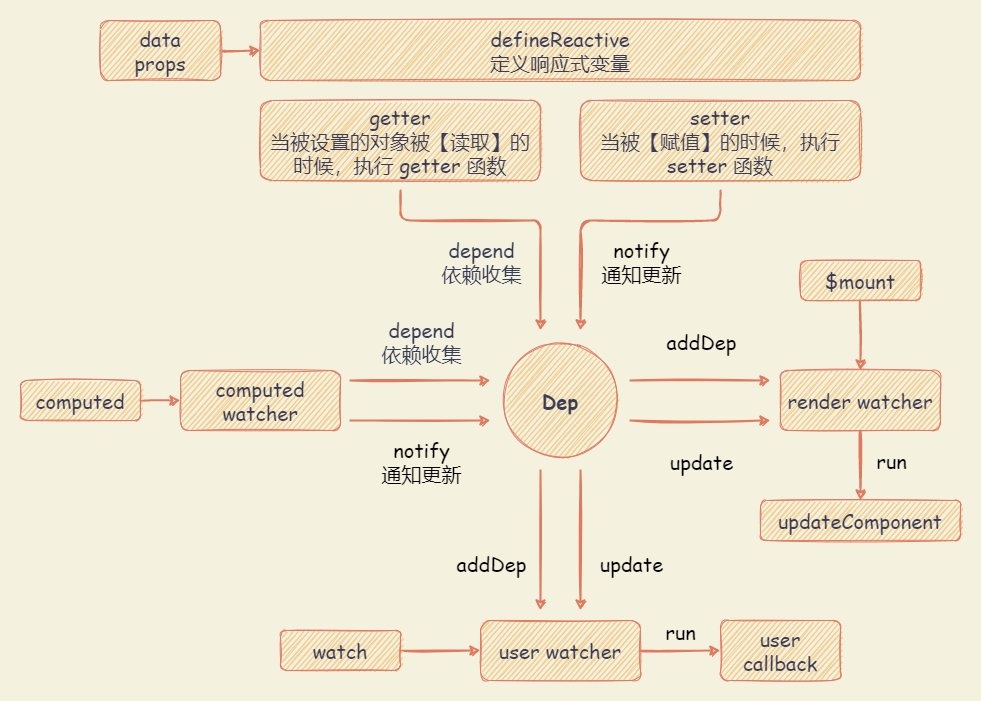 data
props
defineReactive
定义响应式变量
getter
当被设置的对象被【读取】的
时候，执行 getter 函数
setter
当被【赋值】的时候，执行
setter 函数
depend
依赖收集
notify
通知更新
$mount
depend
依赖收集
addDep
computed
computed
watcher
Dep
render watcher
notify
通知更新
update
run
updateComponent
addDep
update
watch
user watcher
run
user
callback